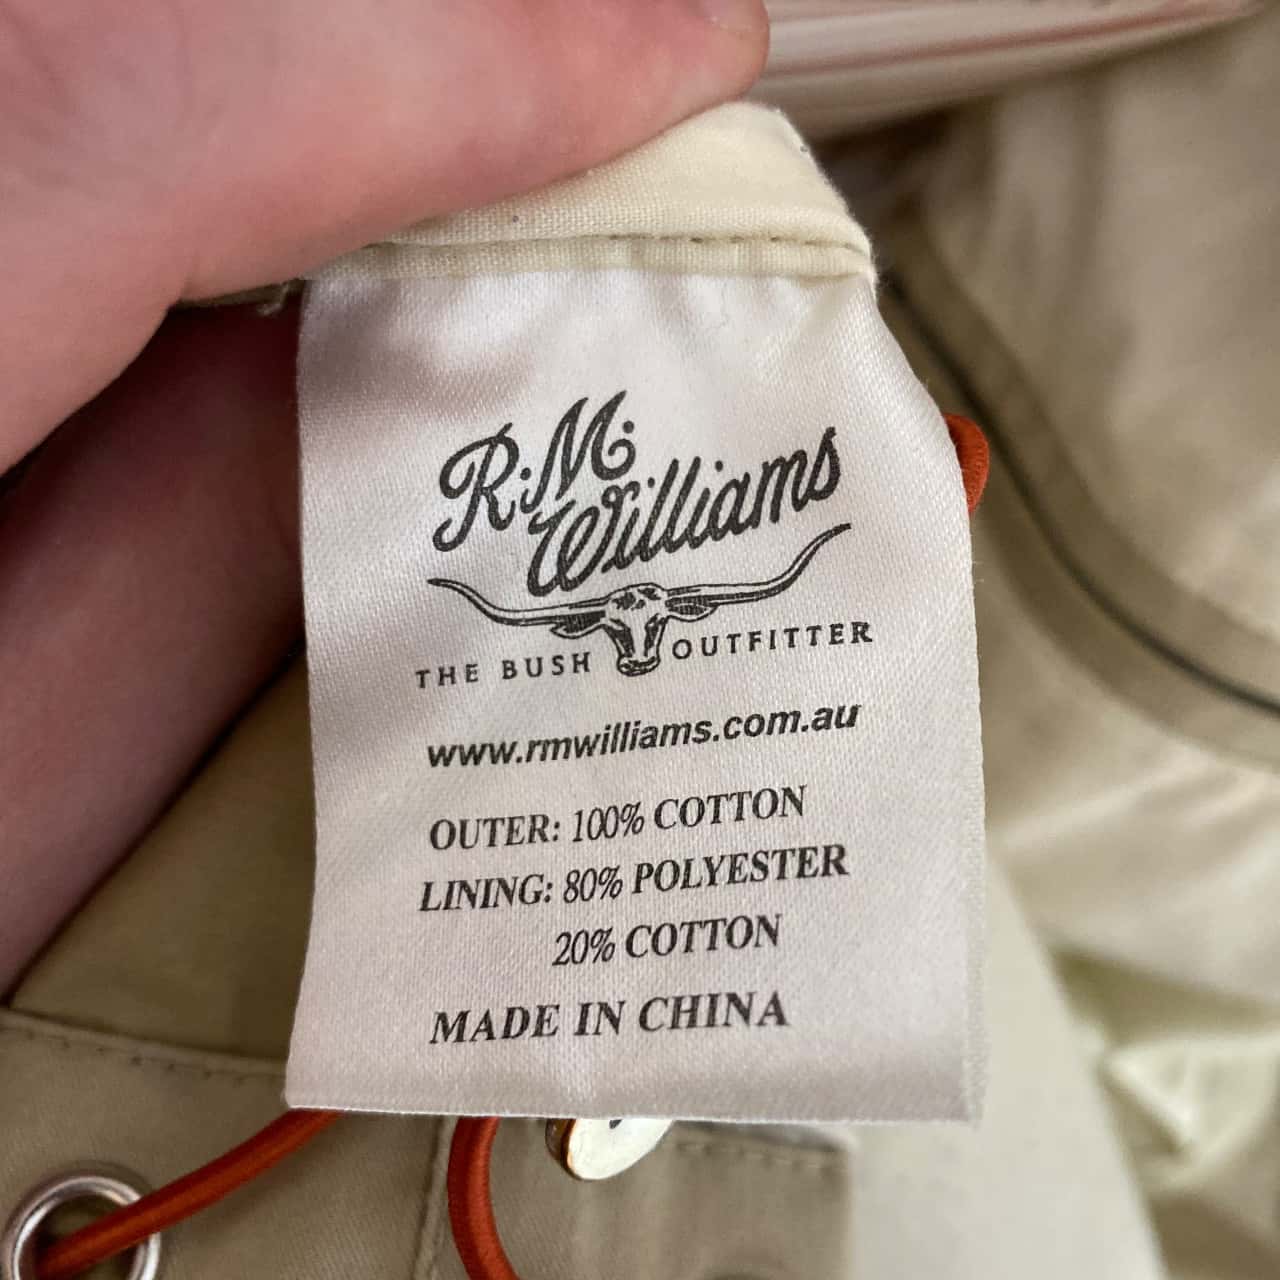 R.M.
Williams
THE BUSH OUTFITTER
www.rmwilliams.com.au
OUTER: 100% COTTON
LINING: 80% POLYESTER
20% COTTON
MADE IN CHINA